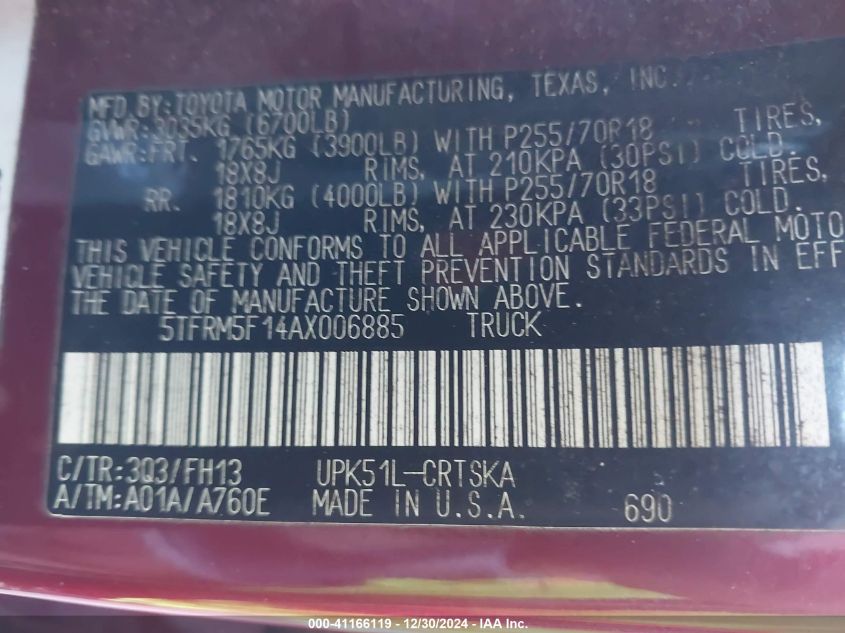 MFD. BY: TOYOTA MOTOR MANUFACTURING, TEXAS, INC.
GVWR: 3035KG (6700LB)
GAWR: FRT. 1765KG (3900LB) WITH P255/70R18 TIRES,
18X8J RIMS, AT 210KPA (30PSI) COLD.
RR. 1810KG (4000LB) WITH P255/70R18 TIRES,
18X8J RIMS, AT 230KPA (33PSI) COLD.
THIS VEHICLE CONFORMS TO ALL APPLICABLE FEDERAL MOTO
VEHICLE SAFETY AND THEFT PREVENTION STANDARDS IN EFF
THE DATE OF MANUFACTURE SHOWN ABOVE.
5TFRM5F14AX006885 TRUCK
C/TR: 3Q3/FH13 UPK51L-CRTSKA
A/TM: A01A/A760E MADE IN U.S.A. 690
000-41166119 - 12/30/2024 - IAA Inc.